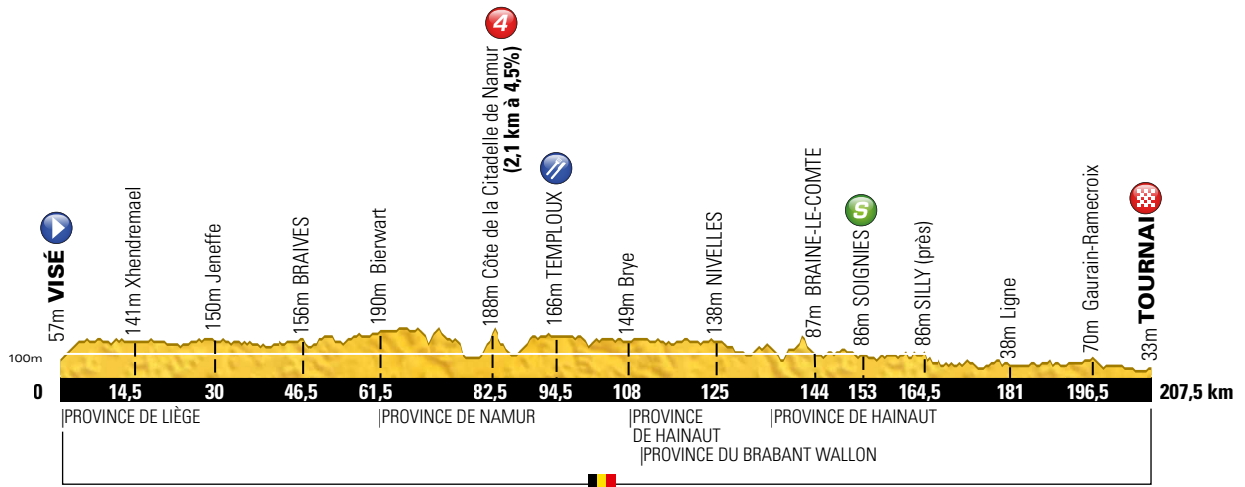 57m VISÉ
141m Xhendremael
150m Jeneffe
156m BRAIVES
190m Bierwart
188m Côte de la Citadelle de Namur
(2,1 km à 4,5%)
4
166m TEMPLOUX
149m Brye
138m NIVELLES
87m BRAINE-LE-COMTE
86m SOIGNIES
S
86m SILLY (près)
38m Ligne
70m Gaurain-Ramecroix
33m TOURNAI
100m
0 14,5 30 46,5 61,5 82,5 94,5 108 125 144 153 164,5 181 196,5 207,5 km
|PROVINCE DE LIÈGE |PROVINCE DE NAMUR |PROVINCE |PROVINCE DE HAINAUT
DE HAINAUT
|PROVINCE DU BRABANT WALLON